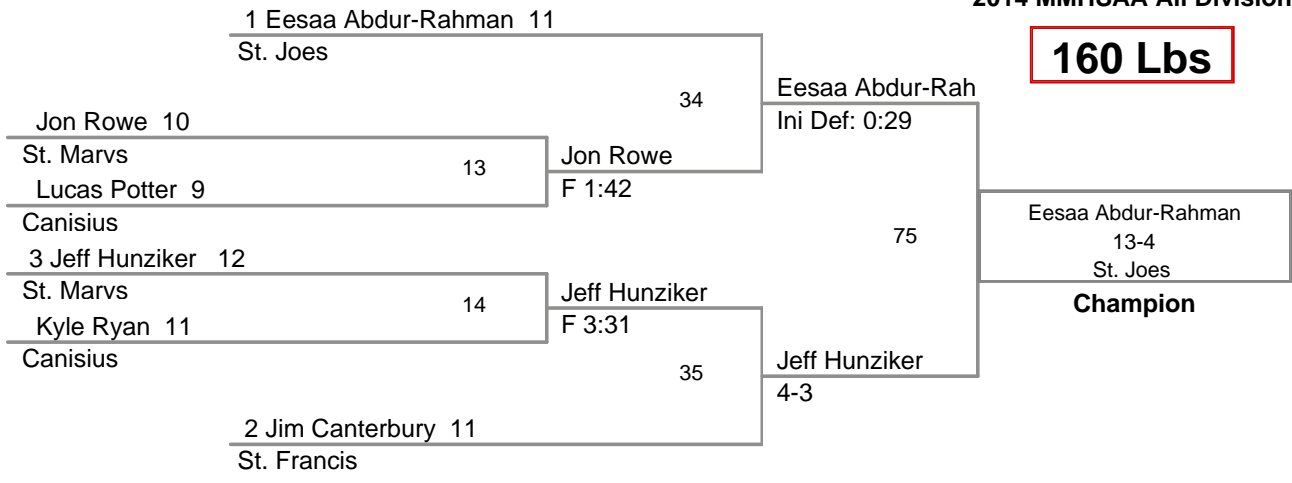 2014 MMHSAA All Division
160 Lbs
1 Eesaa Abdur-Rahman 11
St. Joes
34
Eesaa Abdur-Rah
Ini Def: 0:29
Jon Rowe 10
St. Marvs
13
Jon Rowe
F 1:42
Lucas Potter 9
Canisius
75
Eesaa Abdur-Rahman
13-4
St. Joes
Champion
3 Jeff Hunziker 12
St. Marvs
14
Jeff Hunziker
F 3:31
Kyle Ryan 11
Canisius
35
Jeff Hunziker
4-3
2 Jim Canterbury 11
St. Francis